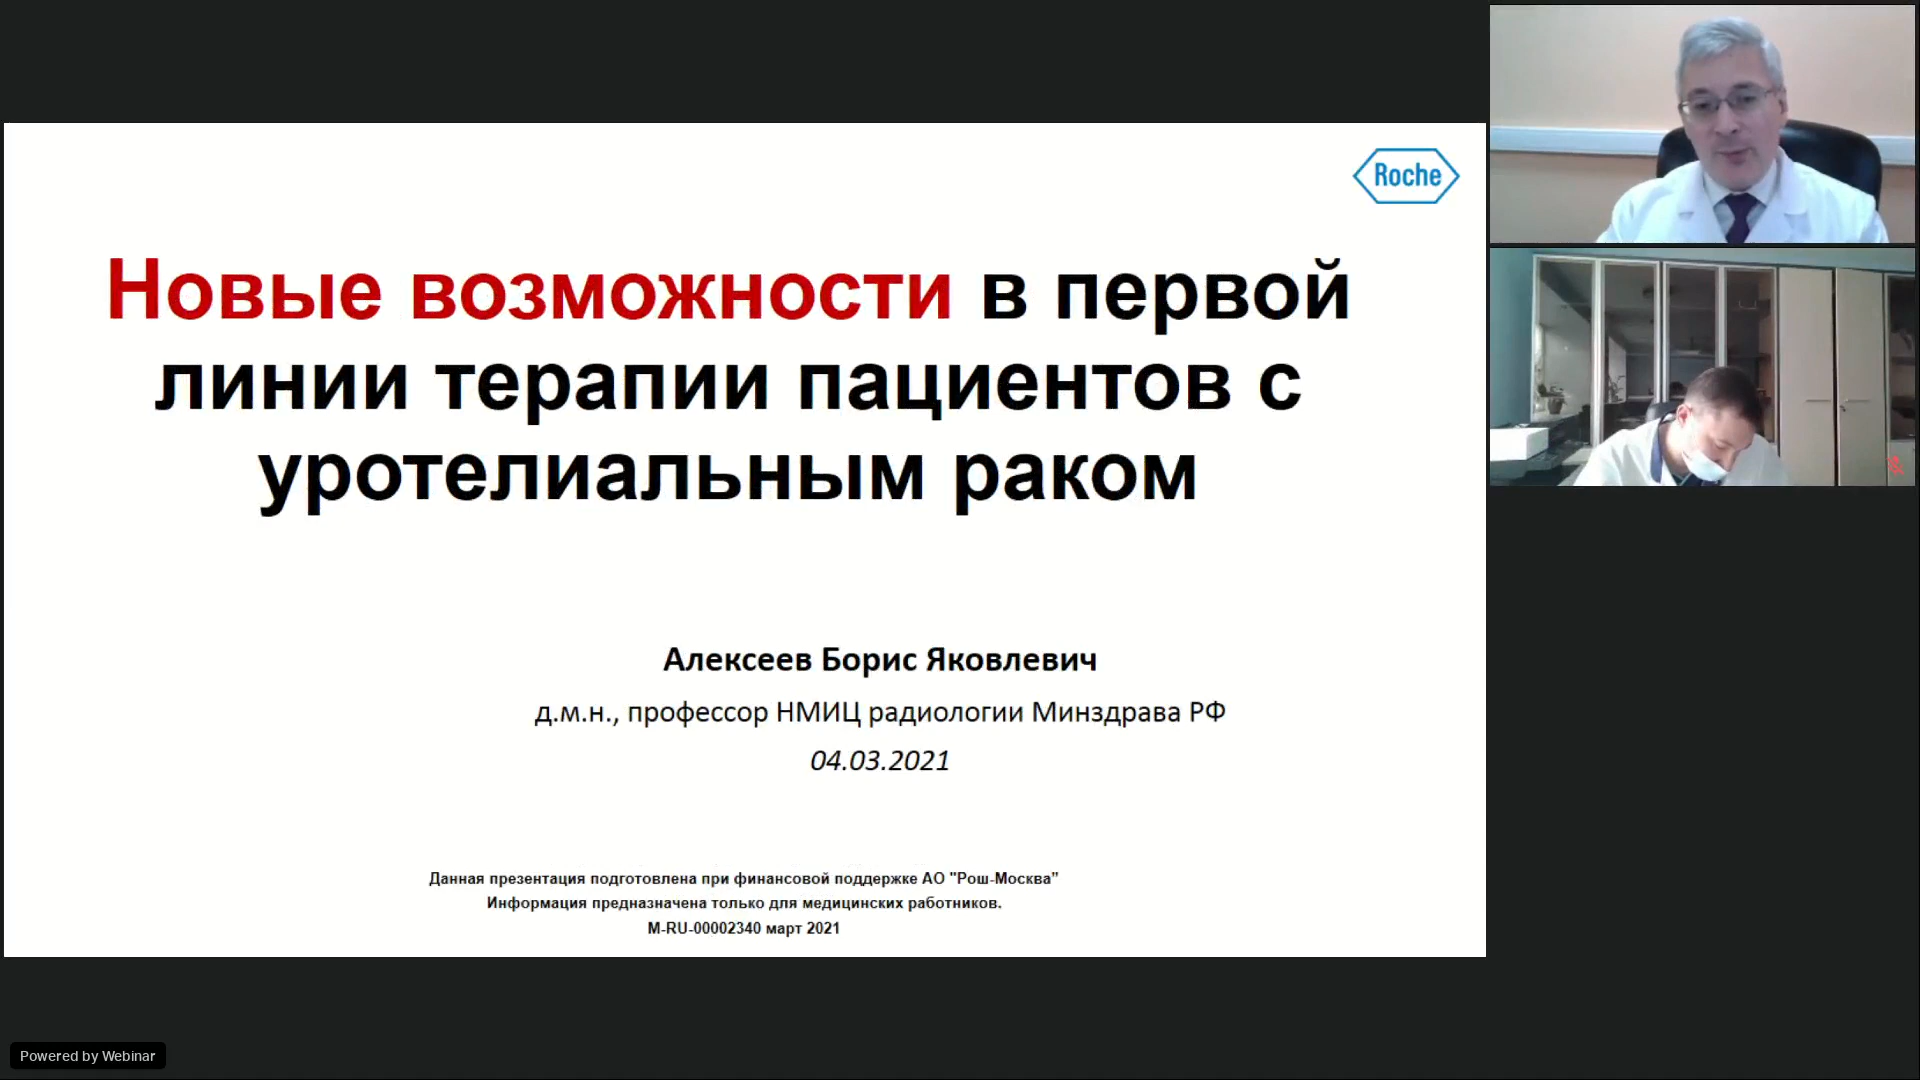 Roche
Новые возможности в первой
линии терапии пациентов с
уротелиальным раком
Алексеев Борис Яковлевич
д.м.н., профессор НМИЦ радиологии Минздрава РФ
04.03.2021
Данная презентация подготовлена при финансовой поддержке АО "Рош-Москва”
Информация предназначена только для медицинских работников.
M-RU-00002340 март 2021
Powered by Webinar